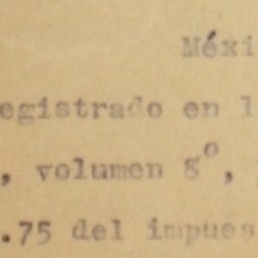 Méxi
egistrado en l
, volumen 8º,
.75 del impues